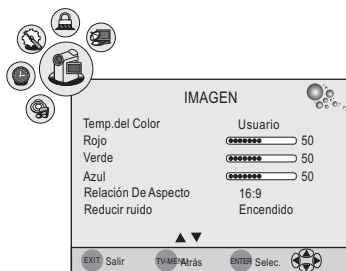 IMAGEN
Temp.del Color Usuario
Rojo 50
Verde 50
Azul 50
Relación De Aspecto 16:9
Reducir ruido Encendido
EXIT Salir TV-MENU Atrás ENTER Selec.